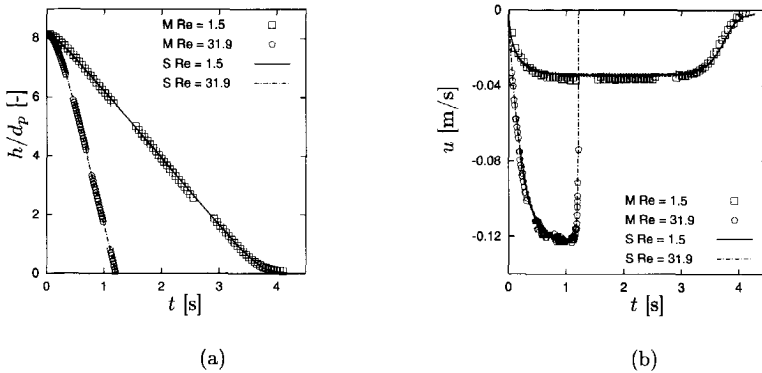 8
6
4
2
0
h/d_p [-]
M Re = 1.5
M Re = 31.9
S Re = 1.5
S Re = 31.9
0 1 2 3 4
t [s]
(a)
0
-0.04
-0.08
-0.12
u [m/s]
M Re = 1.5
M Re = 31.9
S Re = 1.5
S Re = 31.9
0 1 2 3 4
t [s]
(b)